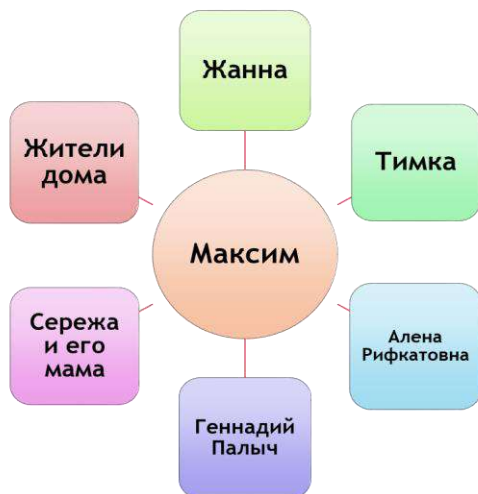 Жанна
Жители
дома
Тимка
Максим
Сережа
и его
мама
Алена
Рифкатовна
Геннадий
Палыч